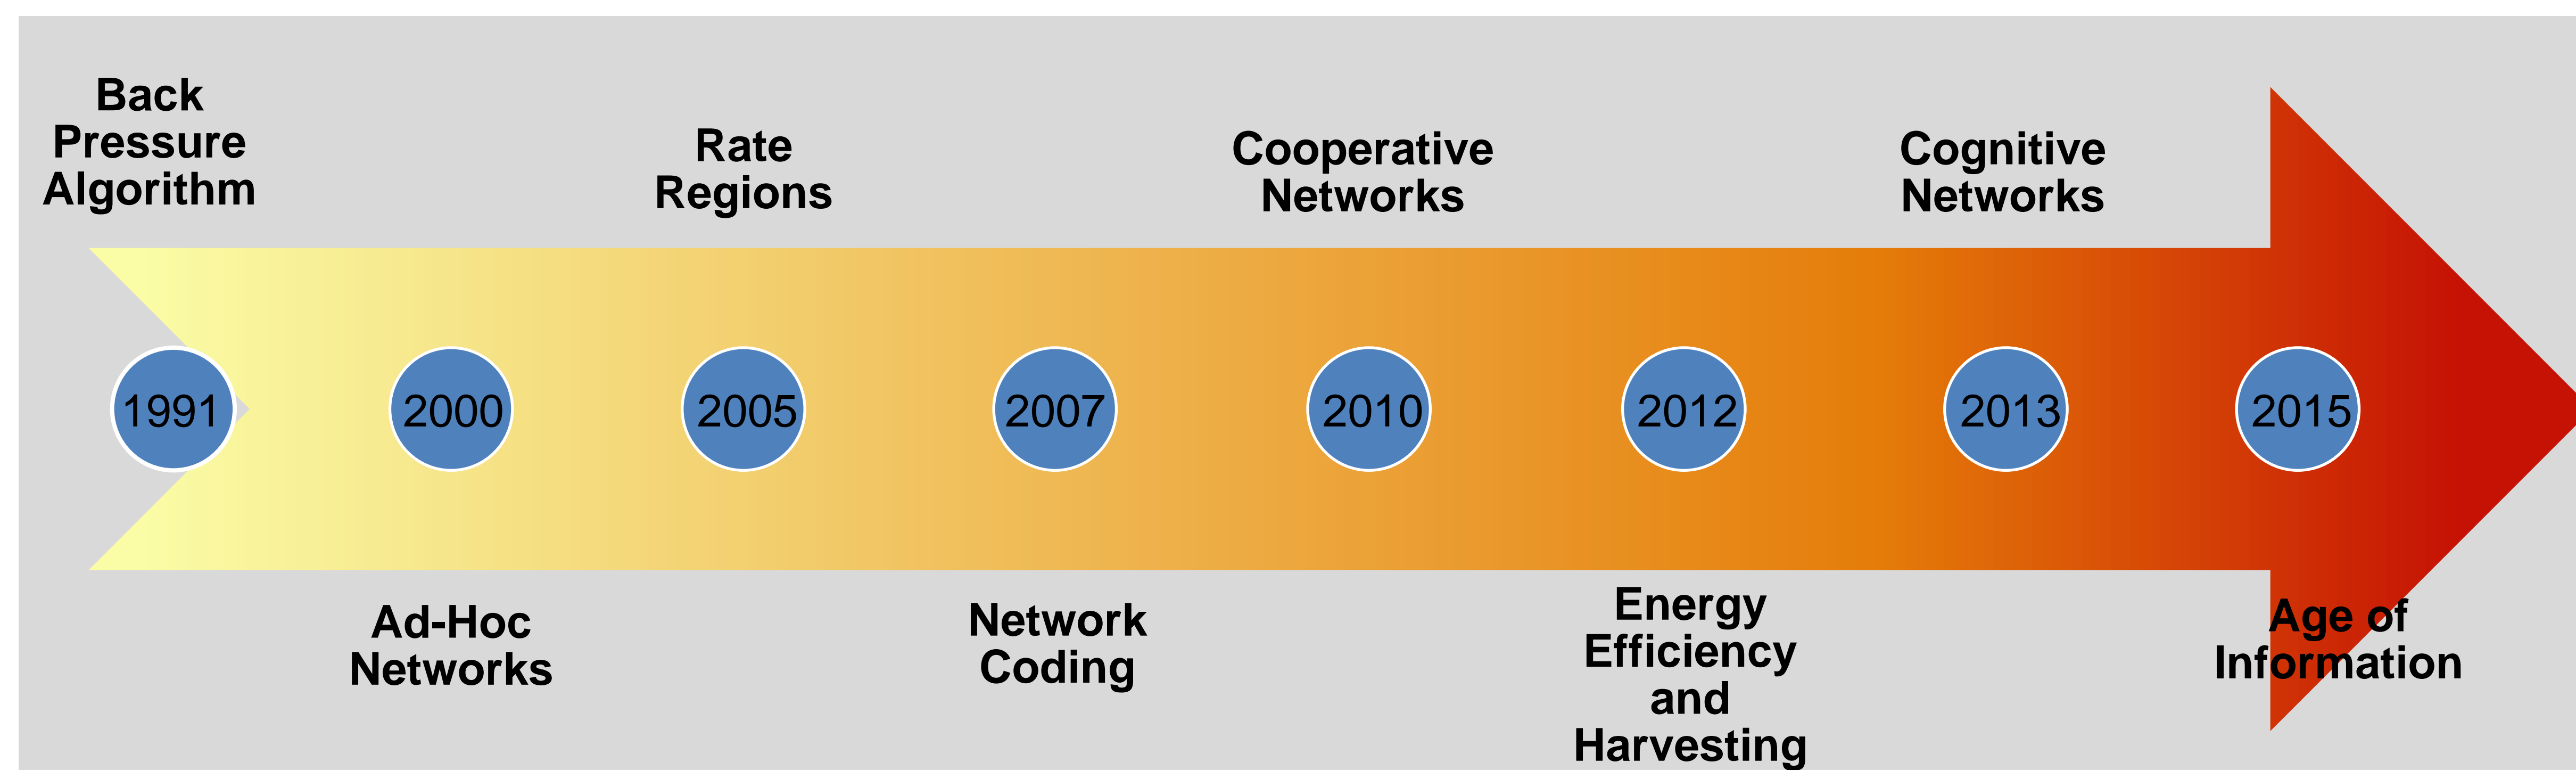 Back
Pressure
Algorithm
Rate
Regions
Cooperative
Networks
Cognitive
Networks
1991
2000
2005
2007
2010
2012
2013
2015
Ad-Hoc
Networks
Network
Coding
Energy
Efficiency
and
Harvesting
Age of
Information